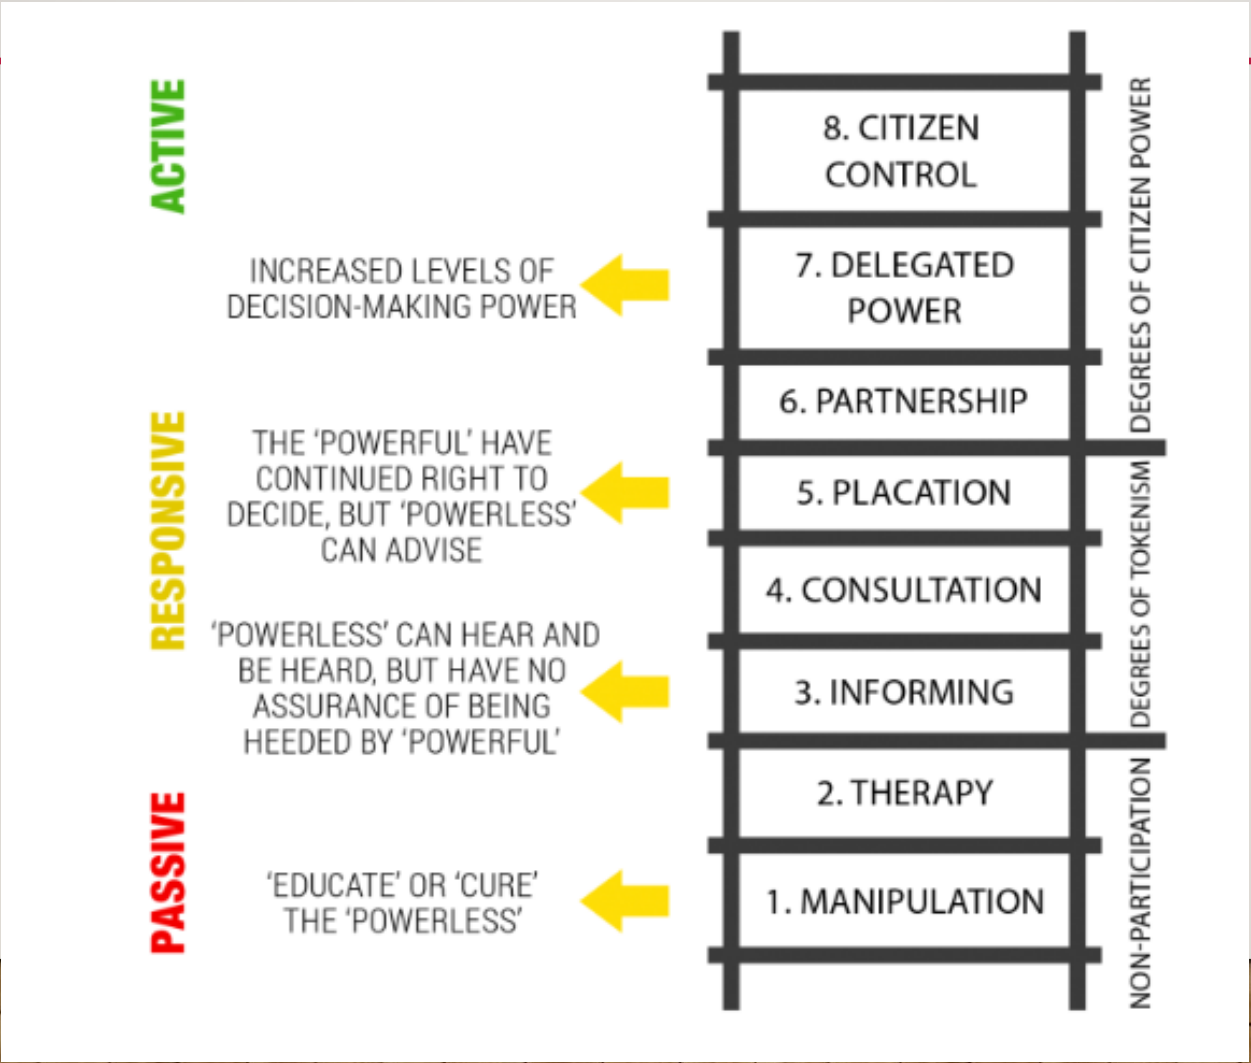 ACTIVE
RESPONSIVE
PASSIVE
INCREASED LEVELS OF
DECISION-MAKING POWER
THE ‘POWERFUL’ HAVE
CONTINUED RIGHT TO
DECIDE, BUT ‘POWERLESS’
CAN ADVISE
‘POWERLESS’ CAN HEAR AND
BE HEARD, BUT HAVE NO
ASSURANCE OF BEING
HEEDED BY ‘POWERFUL’
‘EDUCATE’ OR ‘CURE’
THE ‘POWERLESS’
8. CITIZEN
CONTROL
7. DELEGATED
POWER
6. PARTNERSHIP
5. PLACATION
4. CONSULTATION
3. INFORMING
2. THERAPY
1. MANIPULATION
DEGREES OF CITIZEN POWER
DEGREES OF TOKENISM
NON-PARTICIPATION